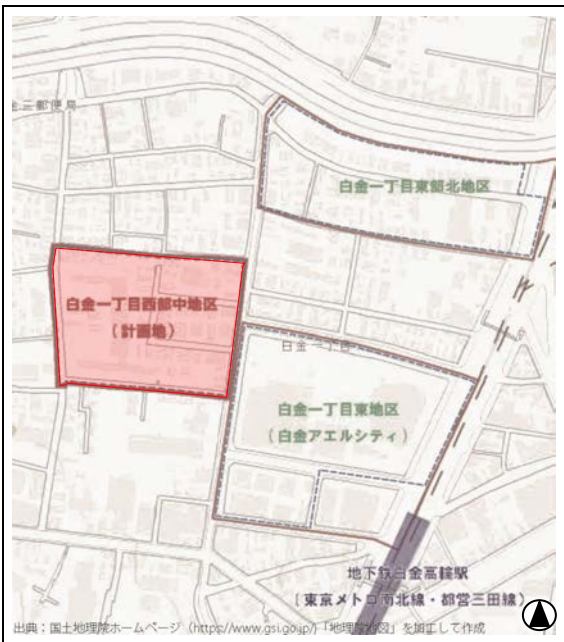 金三郵便局
白金一丁目東部北地区
白金一丁目西部中地区
(計画地)
白金一丁目
白金一丁目東地区
(白金アエルシティ)
地下鉄白金高輪駅
[東京メトロ南北線・都営三田線]
出典:国土地理院ホームページ(https://www.gsi.go.jp/)「地理院地図」を加工して作成